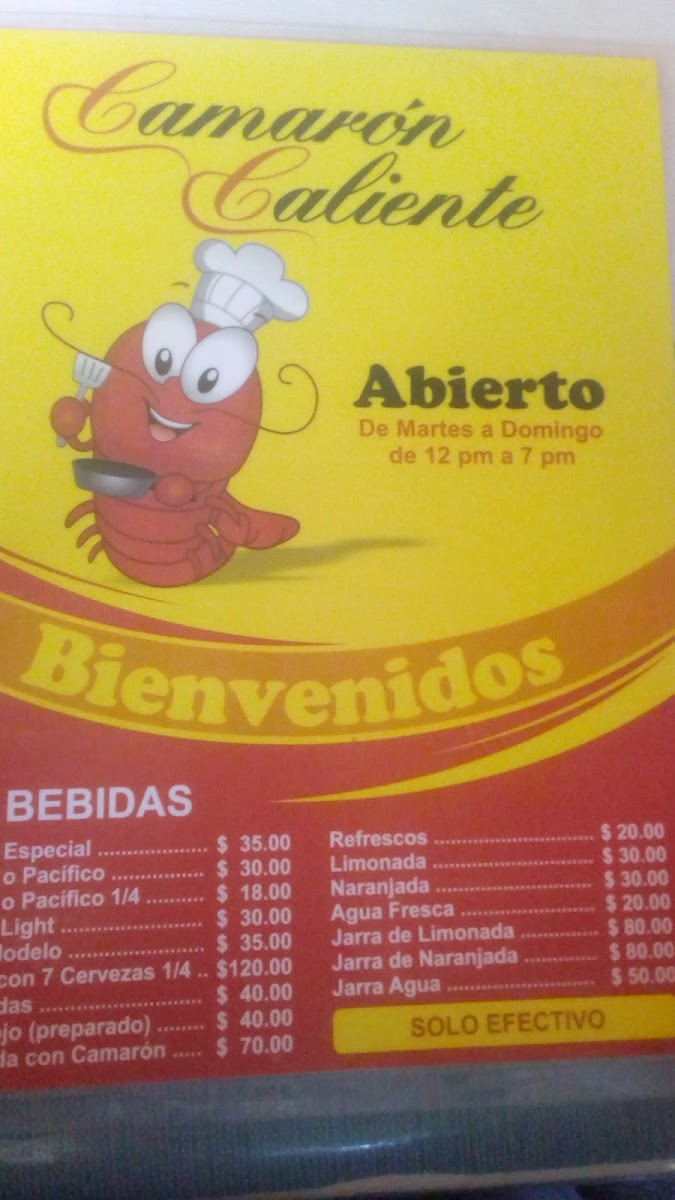 Camarón
Caliente
Abierto
De Martes a Domingo
de 12 pm a 7 pm
Bienvenidos
BEBIDAS
Especial .................. $ 35.00
o Pacífico ............... $ 30.00
o Pacífico 1/4 .......... $ 18.00
Light ....................... $ 30.00
odelo ...................... $ 35.00
con 7 Cervezas 1/4 .. $120.00
das .......................... $ 40.00
jo (preparado) ........ $ 40.00
da con Camarón ..... $ 70.00
Refrescos .......................... $ 20.00
Limonada ........................... $ 30.00
Naranjada .......................... $ 30.00
Agua Fresca ...................... $ 20.00
Jarra de Limonada ............. $ 80.00
Jarra de Naranjada ............ $ 80.00
Jarra Agua ........................ $ 50.00
SOLO EFECTIVO